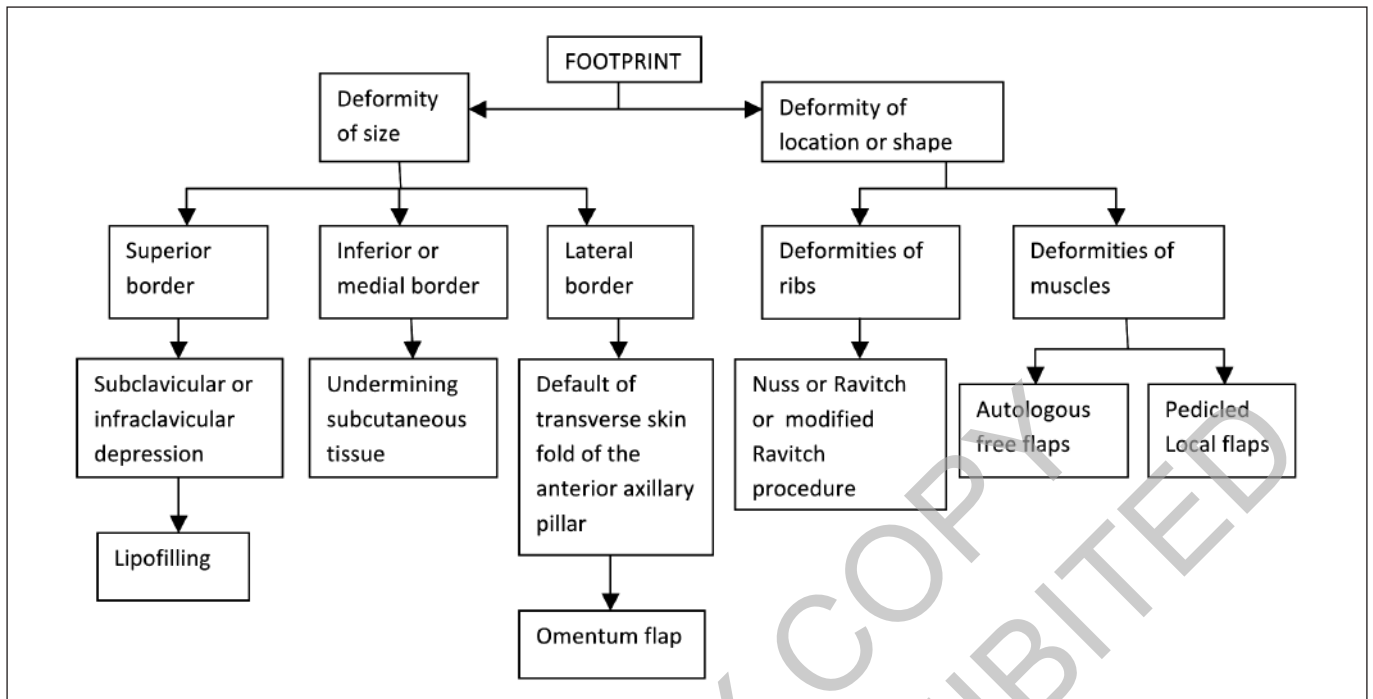 FOOTPRINT
Deformity
of size
Deformity of
location or shape
Superior
border
Inferior or
medial border
Lateral
border
Deformities of
ribs
Deformities of
muscles
Subclavicular or
infraclavicular
depression
Undermining
subcutaneous
tissue
Default of
transverse skin
fold of the
anterior axillary
pillar
Nuss or Ravitch
or modified
Ravitch
procedure
Autologous
free flaps
Pedicled
Local flaps
Lipofilling
Omentum flap
COPY